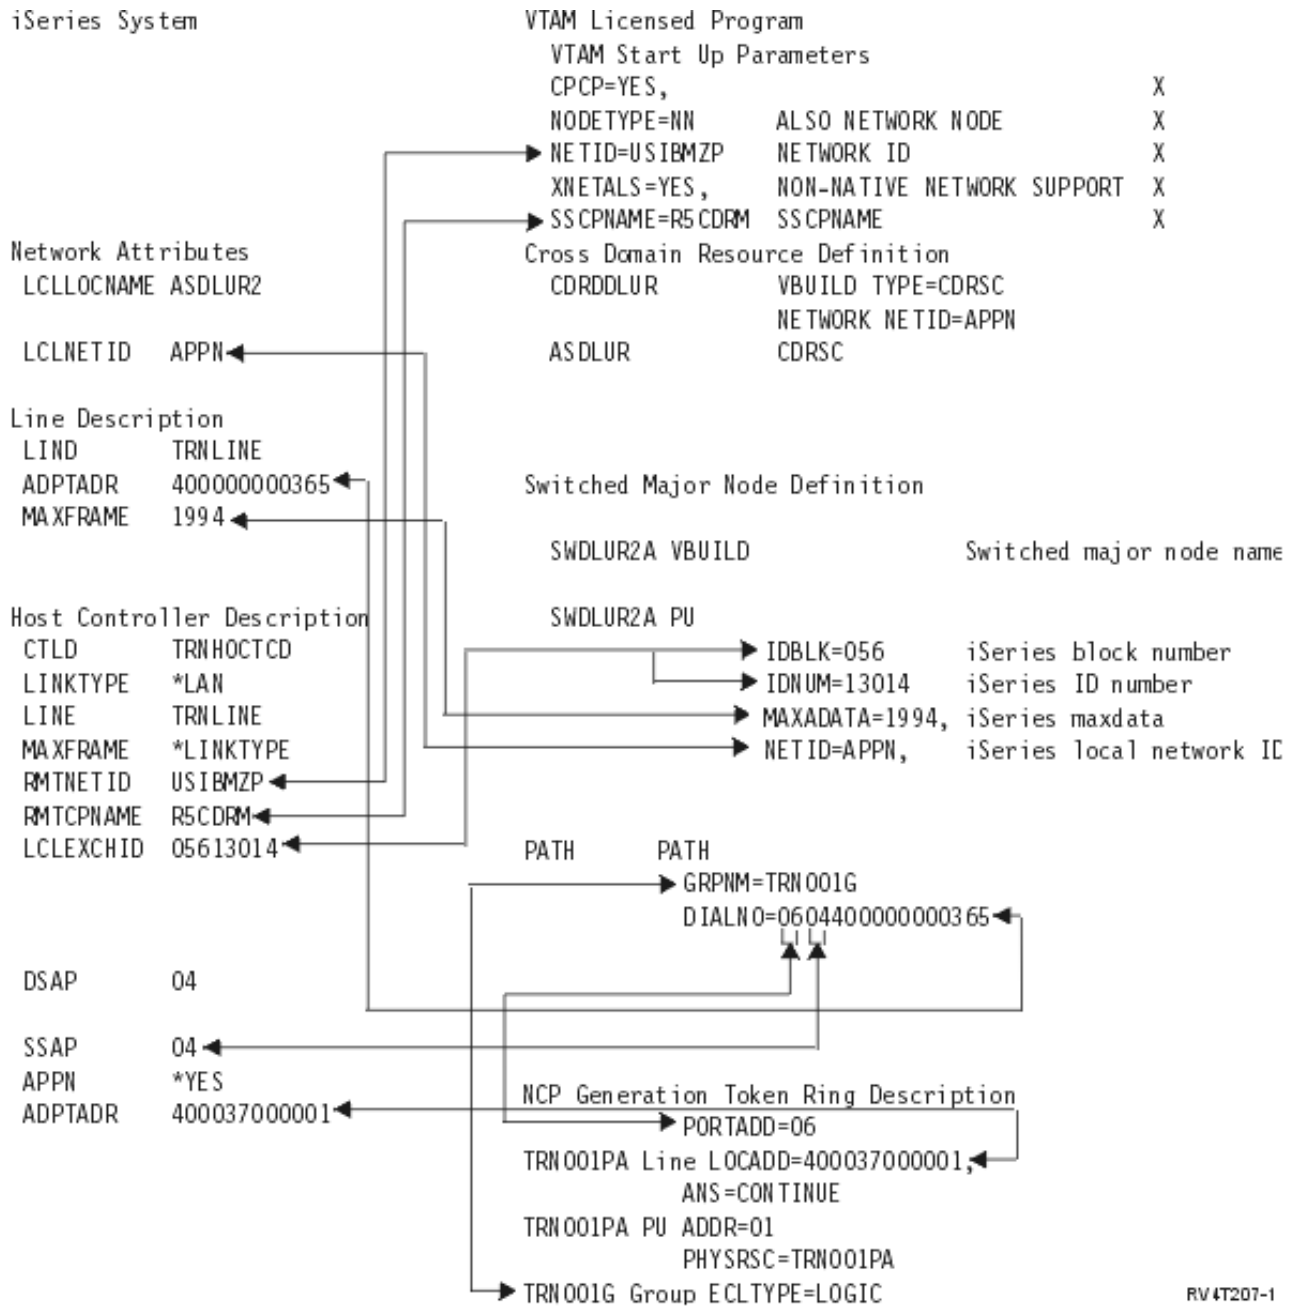 iSeries System VTAM Licensed Program
VTAM Start Up Parameters
CPCP=YES, X
NODETYPE=NN ALSO NETWORK NODE X
NETID=USIBMZP NETWORK ID X
XNETALS=YES, NON-NATIVE NETWORK SUPPORT X
SSCPNAME=R5CDRM SSCPNAME X
Network Attributes Cross Domain Resource Definition
LCLLOCNAME ASDLUR2 CDRDDLUR VBUILD TYPE=CDRSC
NETWORK NETID=APPN
LCLNETID APPN ASDLUR CDRSC
Line Description
LIND TRNLINE
ADPTADR 400000000365 Switched Major Node Definition
MAXFRAME 1994
SWDLUR2A VBUILD Switched major node name
Host Controller Description SWDLUR2A PU
CTLD TRNHOCTCD IDBLK=056 iSeries block number
LINKTYPE *LAN IDNUM=13014 iSeries ID number
LINE TRNLINE MAXADATA=1994, iSeries maxdata
MAXFRAME *LINKTYPE NETID=APPN, iSeries local network ID
RMTNETID USIBMZP
RMTCPNAME R5CDRM
LCLEXCHID 05613014 PATH PATH
GRPNM=TRN001G
DIALNO=0604400000000365
DSAP 04
SSAP 04
APPN *YES NCP Generation Token Ring Description
ADPTADR 400037000001 PORTADD=06
TRN001PA Line LOCADD=400037000001,
ANS=CONTINUE
TRN001PA PU ADDR=01
PHYSRSC=TRN001PA
TRN001G Group ECLTYPE=LOGIC
RV4T207-1